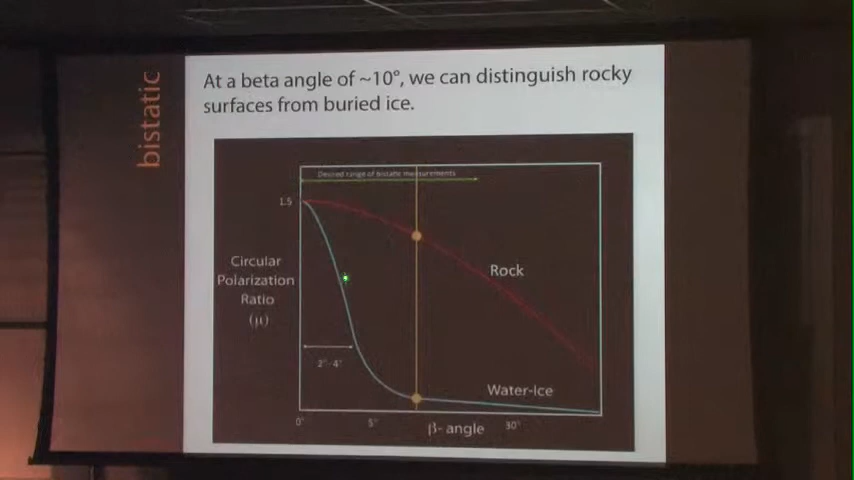 bistatic
At a beta angle of ~10°, we can distinguish rocky
surfaces from buried ice.
Desired range of bistatic measurements
1.5
Circular
Polarization
Ratio
(μ)
Rock
2°- 4°
Water-Ice
0°
5°
β- angle
30°